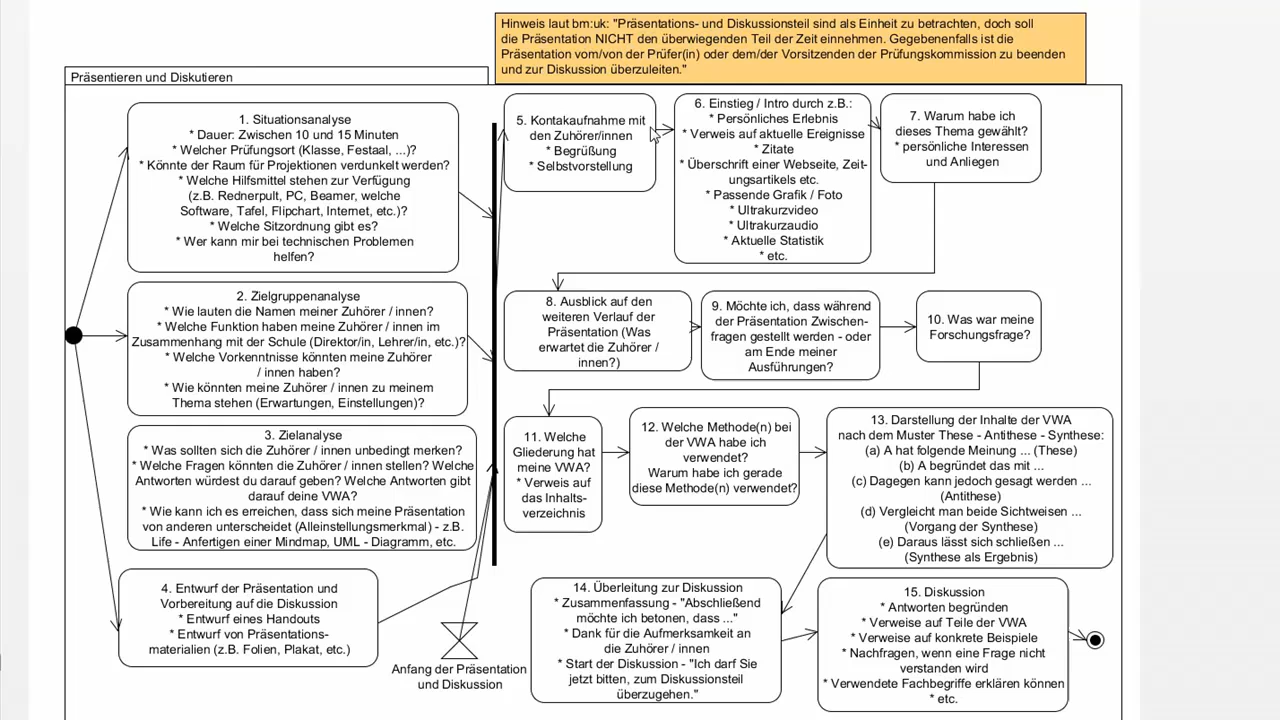 Hinweis laut bm:uk: "Präsentations- und Diskussionsteil sind als Einheit zu betrachten, doch soll
die Präsentation NICHT den überwiegenden Teil der Zeit einnehmen. Gegebenenfalls ist die
Präsentation vom/von der Prüfer(in) oder dem/der Vorsitzenden der Prüfungskommission zu beenden
und zur Diskussion überzuleiten."
Präsentieren und Diskutieren
1. Situationsanalyse
* Dauer: Zwischen 10 und 15 Minuten
* Welcher Prüfungsort (Klasse, Festaal, ...)?
* Könnte der Raum für Projektionen verdunkelt werden?
* Welche Hilfsmittel stehen zur Verfügung
(z.B. Rednerpult, PC, Beamer, welche
Software, Tafel, Flipchart, Internet, etc.)?
* Welche Sitzordnung gibt es?
* Wer kann mir bei technischen Problemen
helfen?
2. Zielgruppenanalyse
* Wie lauten die Namen meiner Zuhörer / innen?
* Welche Funktion haben meine Zuhörer / innen im
Zusammenhang mit der Schule (Direktor/in, Lehrer/in, etc.)?
* Welche Vorkenntnisse könnten meine Zuhörer
/ innen haben?
* Wie könnten meine Zuhörer / innen zu meinem
Thema stehen (Erwartungen, Einstellungen)?
3. Zielanalyse
* Was sollten sich die Zuhörer / innen unbedingt merken?
* Welche Fragen könnten die Zuhörer / innen stellen? Welche
Antworten würdest du darauf geben? Welche Antworten gibt
darauf deine VWA?
* Wie kann ich es erreichen, dass sich meine Präsentation
von anderen unterscheidet (Alleinstellungsmerkmal) - z.B.
Life - Anfertigen einer Mindmap, UML - Diagramm, etc.
4. Entwurf der Präsentation und
Vorbereitung auf die Diskussion
* Entwurf eines Handouts
* Entwurf von Präsentations-
materialien (z.B. Folien, Plakat, etc.)
Anfang der Präsentation
und Diskussion
5. Kontakaufnahme mit
den Zuhörer/innen
* Begrüßung
* Selbstvorstellung
6. Einstieg / Intro durch z.B.:
* Persönliches Erlebnis
* Verweis auf aktuelle Ereignisse
* Zitate
* Überschrift einer Webseite, Zeit-
ungsartikels etc.
* Passende Grafik / Foto
* Ultrakurzvideo
* Ultrakurzaudio
* Aktuelle Statistik
* etc.
7. Warum habe ich
dieses Thema gewählt?
* persönliche Interessen
und Anliegen
8. Ausblick auf den
weiteren Verlauf der
Präsentation (Was
erwartet die Zuhörer /
innen?)
9. Möchte ich, dass während
der Präsentation Zwischen-
fragen gestellt werden - oder
am Ende meiner
Ausführungen?
10. Was war meine
Forschungsfrage?
11. Welche
Gliederung hat
meine VWA?
* Verweis auf
das Inhalts-
verzeichnis
12. Welche Methode(n) bei
der VWA habe ich
verwendet?
Warum habe ich gerade
diese Methode(n) verwendet?
13. Darstellung der Inhalte der VWA
nach dem Muster These - Antithese - Synthese:
(a) A hat folgende Meinung ... (These)
(b) A begründet das mit ...
(c) Dagegen kann jedoch gesagt werden ...
(Antithese)
(d) Vergleicht man beide Sichtweisen ...
(Vorgang der Synthese)
(e) Daraus lässt sich schließen ...
(Synthese als Ergebnis)
14. Überleitung zur Diskussion
* Zusammenfassung - "Abschließend
möchte ich betonen, dass ..."
* Dank für die Aufmerksamkeit an
die Zuhörer / innen
* Start der Diskussion - "Ich darf Sie
jetzt bitten, zum Diskussionsteil
überzugehen."
15. Diskussion
* Antworten begründen
* Verweise auf Teile der VWA
* Verweise auf konkrete Beispiele
* Nachfragen, wenn eine Frage nicht
verstanden wird
* Verwendete Fachbegriffe erklären können
* etc.